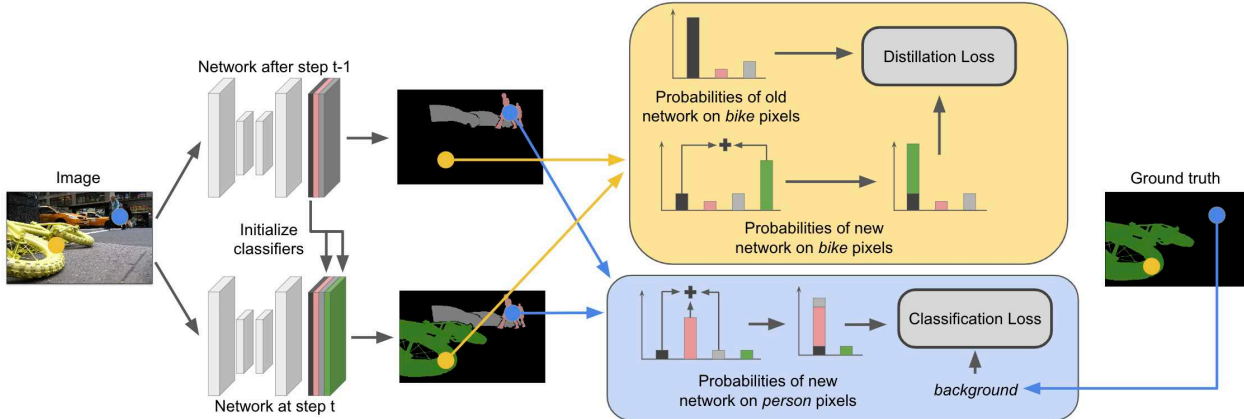 Network after step t-1
Image
Initialize
classifiers
Network at step t
Probabilities of old
network on bike pixels
Distillation Loss
Probabilities of new
network on bike pixels
Ground truth
Classification Loss
Probabilities of new
network on person pixels
background